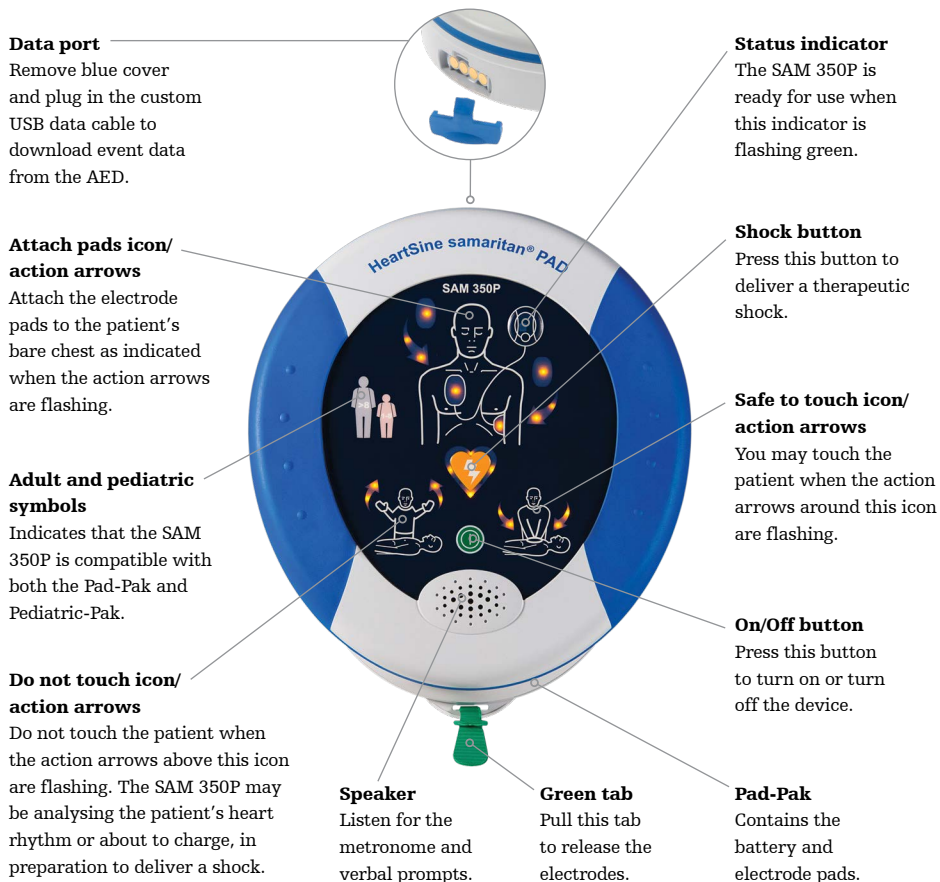 Data port
Remove blue cover
and plug in the custom
USB data cable to
download event data
from the AED.
Status indicator
The SAM 350P is
ready for use when
this indicator is
flashing green.
Attach pads icon/
action arrows
Attach the electrode
pads to the patient's
bare chest as indicated
when the action arrows
are flashing.
Shock button
Press this button to
deliver a therapeutic
shock.
HeartSine samaritan® PAD
SAM 350P
Adult and pediatric
symbols
Indicates that the SAM
350P is compatible with
both the Pad-Pak and
Pediatric-Pak.
Safe to touch icon/
action arrows
You may touch the
patient when the action
arrows around this icon
are flashing.
Do not touch icon/
action arrows
Do not touch the patient when
the action arrows above this icon
are flashing. The SAM 350P may
be analysing the patient's heart
rhythm or about to charge, in
preparation to deliver a shock.
On/Off button
Press this button
to turn on or turn
off the device.
Speaker
Listen for the
metronome and
verbal prompts.
Green tab
Pull this tab
to release the
electrodes.
Pad-Pak
Contains the
battery and
electrode pads.